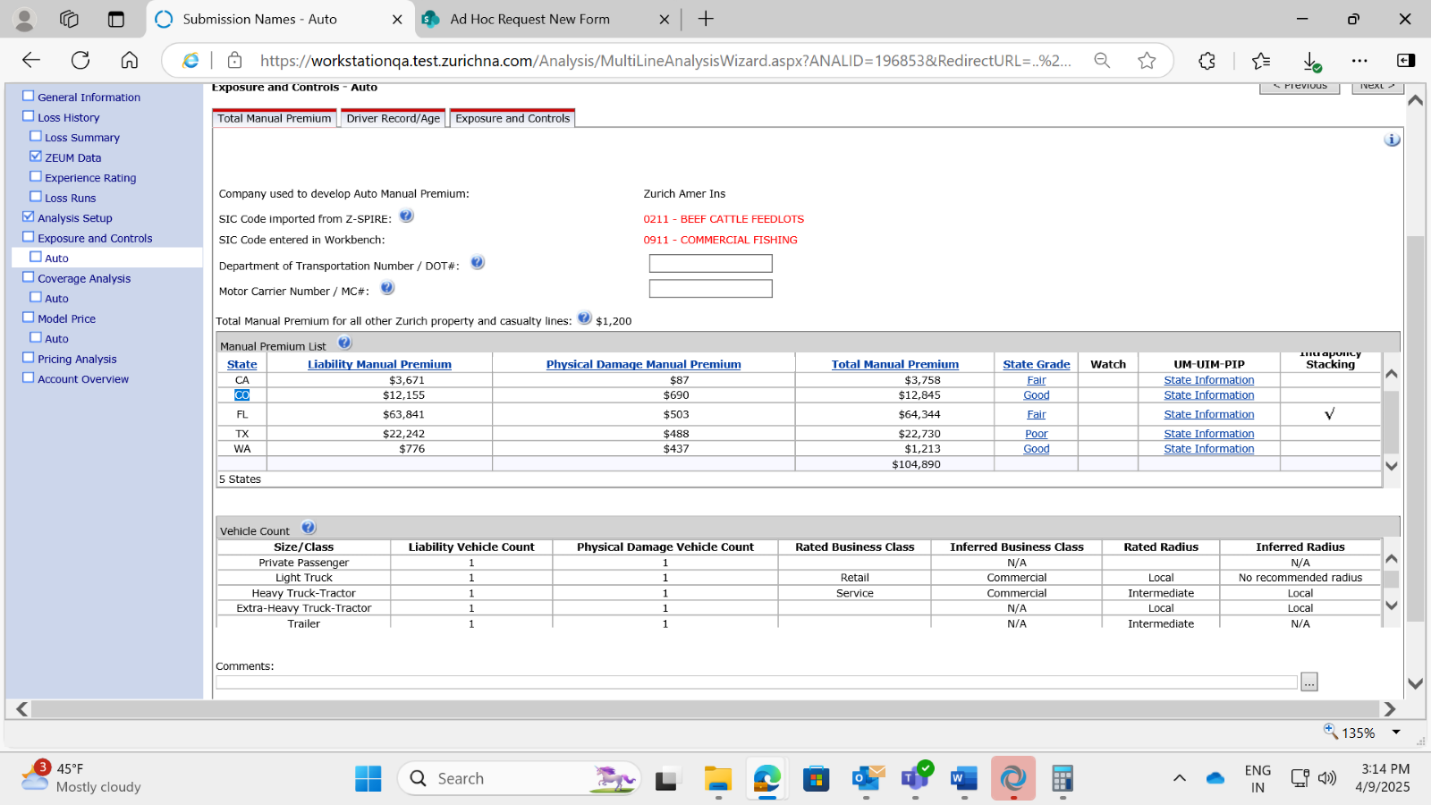 Submission Names - Auto
Ad Hoc Request New Form
https://workstationqa.test.zurichna.com/Analysis/MultiLineAnalysisWizard.aspx?ANALID=196853&RedirectURL=..%2...
General Information
Loss History
Loss Summary
ZEUM Data
Experience Rating
Loss Runs
Analysis Setup
Exposure and Controls
Auto
Coverage Analysis
Auto
Model Price
Auto
Pricing Analysis
Account Overview
Exposure and Controls - Auto
< Previous Next >
Total Manual Premium Driver Record/Age Exposure and Controls
Company used to develop Auto Manual Premium: Zurich Amer Ins
SIC Code imported from Z-SPIRE: 0211 - BEEF CATTLE FEEDLOTS
SIC Code entered in Workbench: 0911 - COMMERCIAL FISHING
Department of Transportation Number / DOT#:
Motor Carrier Number / MC#:
Total Manual Premium for all other Zurich property and casualty lines: $1,200
Manual Premium List
State Liability Manual Premium Physical Damage Manual Premium Total Manual Premium State Grade Watch UM-UIM-PIP Intrapolicy Stacking
CA $3,671 $87 $3,758 Fair State Information
CO $12,155 $690 $12,845 Good State Information
FL $63,841 $503 $64,344 Fair State Information √
TX $22,242 $488 $22,730 Poor State Information
WA $776 $437 $1,213 Good State Information
$104,890
5 States
Vehicle Count
Size/Class Liability Vehicle Count Physical Damage Vehicle Count Rated Business Class Inferred Business Class Rated Radius Inferred Radius
Private Passenger 1 1 N/A N/A
Light Truck 1 1 Retail Commercial Local No recommended radius
Heavy Truck-Tractor 1 1 Service Commercial Intermediate Local
Extra-Heavy Truck-Tractor 1 1 N/A Local Local
Trailer 1 1 N/A Intermediate N/A
Comments:
...
135%
3
45°F
Mostly cloudy
Search
ENG
IN
3:14 PM
4/9/2025